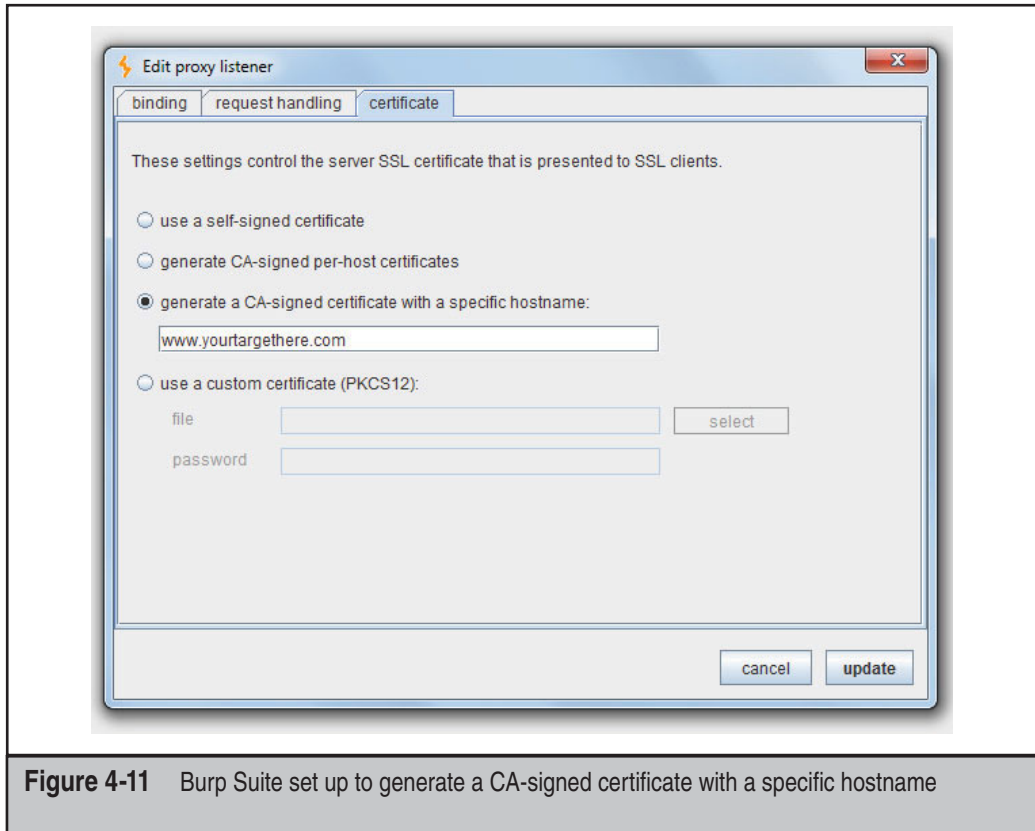 Edit proxy listener
binding request handling certificate
These settings control the server SSL certificate that is presented to SSL clients.
use a self-signed certificate
generate CA-signed per-host certificates
generate a CA-signed certificate with a specific hostname:
www.yourtargethere.com
use a custom certificate (PKCS12):
file select
password
cancel update
Figure 4-11 Burp Suite set up to generate a CA-signed certificate with a specific hostname